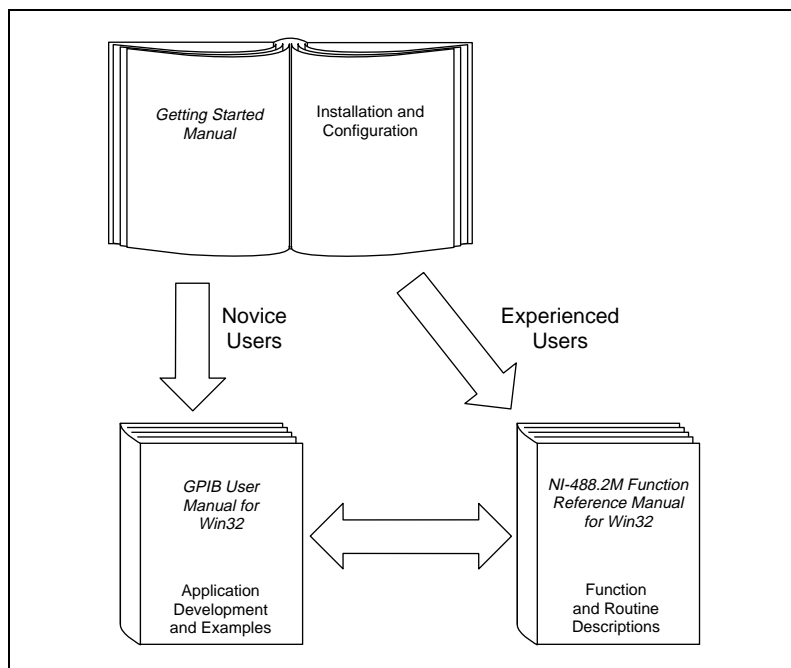 Getting Started
Manual
Installation and
Configuration
Novice
Users
Experienced
Users
GPIB User
Manual for
Win32
Application
Development
and Examples
NI-488.2M Function
Reference Manual
for Win32
Function
and Routine
Descriptions